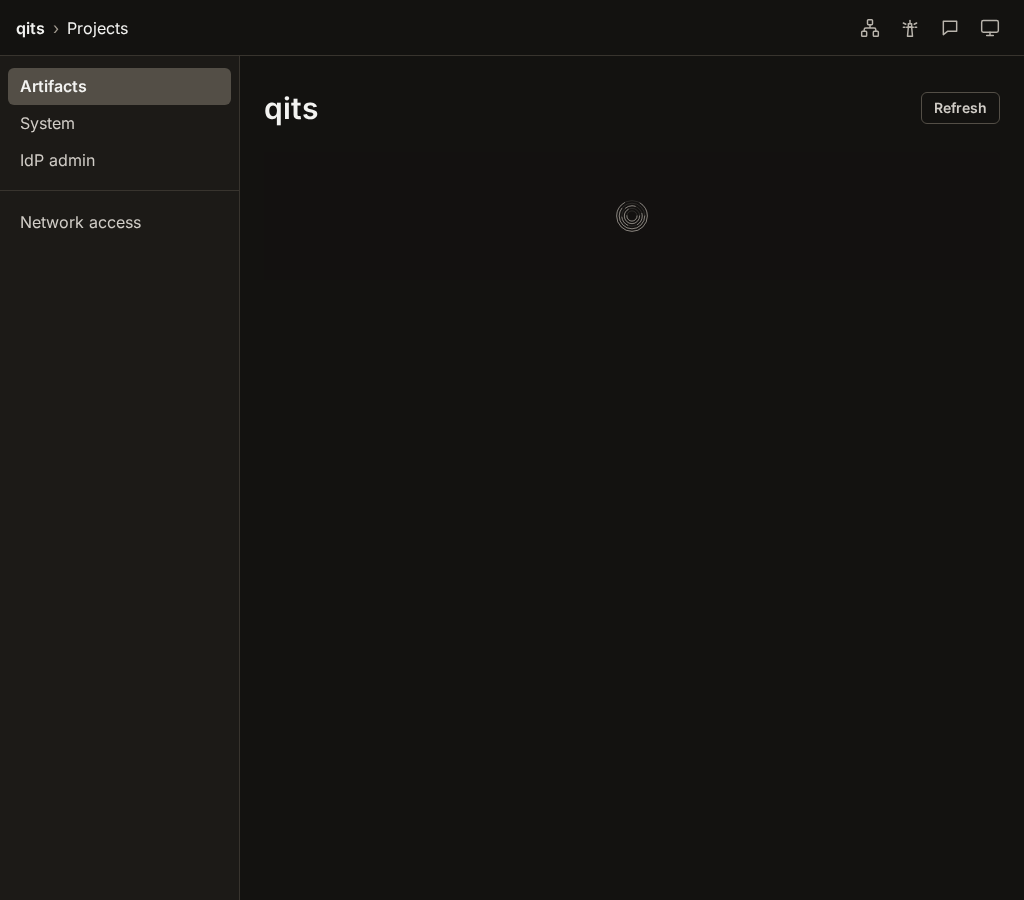 qits › Projects
Artifacts
System
IdP admin
Network access
qits
Refresh